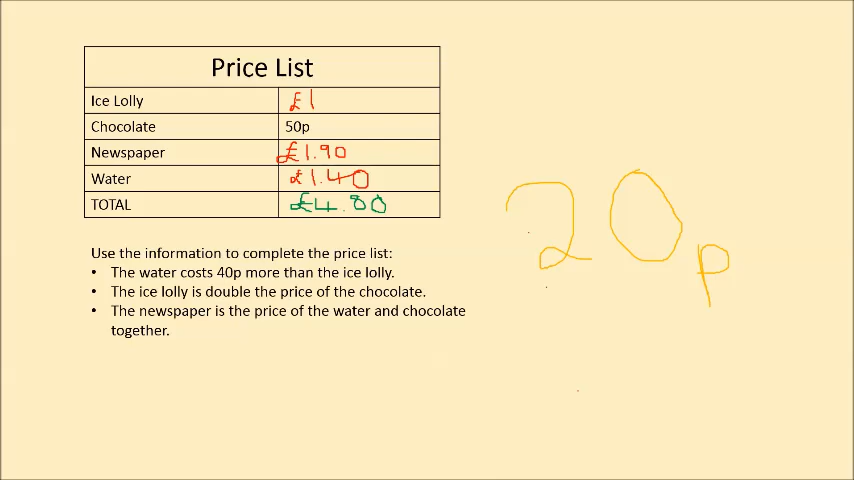 Price List
Ice Lolly £1
Chocolate 50p
Newspaper £1.90
Water £1.40
TOTAL £4.80
20p
Use the information to complete the price list:
• The water costs 40p more than the ice lolly.
• The ice lolly is double the price of the chocolate.
• The newspaper is the price of the water and chocolate
together.